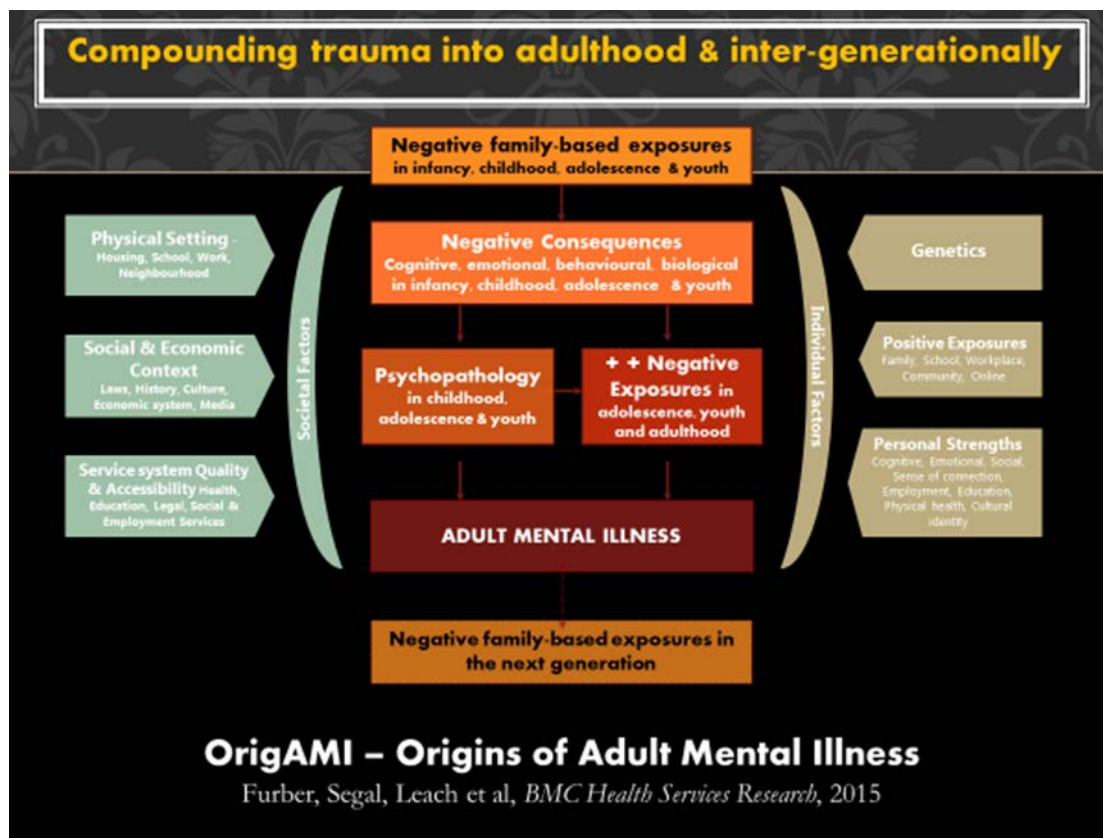 Compounding trauma into adulthood & inter-generationally
Negative family-based exposures
in infancy, childhood, adolescence & youth
Physical Setting -
Housing, School, Work,
Neighbourhood
Social & Economic
Context
Laws, History, Culture,
Economic system, Media
Service system Quality
& Accessibility Health,
Education, Legal, Social &
Employment Services
Societal Factors
Negative Consequences
Cognitive, emotional, behavioural, biological
in infancy, childhood, adolescence & youth
Psychopathology
in childhood,
adolescence & youth
+ + Negative
Exposures in
adolescence, youth
and adulthood
ADULT MENTAL ILLNESS
Negative family-based exposures in
the next generation
Individual Factors
Genetics
Positive Exposures
Family, School, Workplace,
Community, Online
Personal Strengths
Cognitive, Emotional, Social,
Sense of connection,
Employment, Education,
Physical health, Cultural
identity
OrigAMI – Origins of Adult Mental Illness
Furber, Segal, Leach et al, BMC Health Services Research, 2015